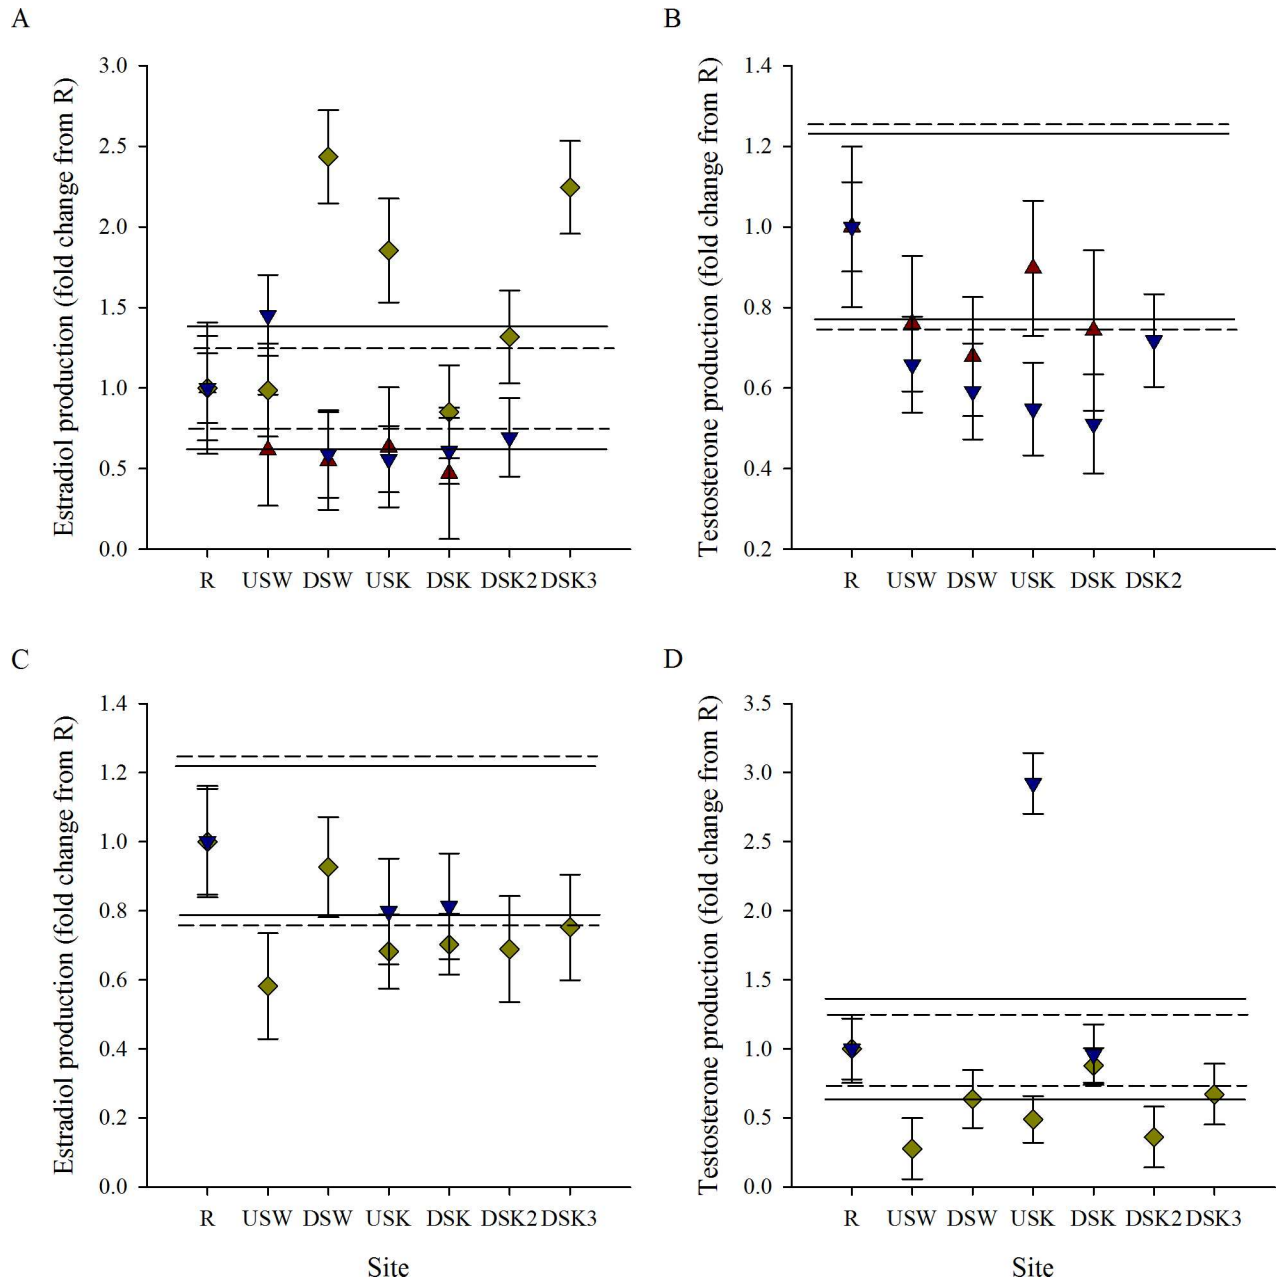 A
Estradiol production (fold change from R)
3.0
2.5
2.0
1.5
1.0
0.5
0.0
R USW DSW USK DSK DSK2 DSK3
B
Testosterone production (fold change from R)
1.4
1.2
1.0
0.8
0.6
0.4
0.2
R USW DSW USK DSK DSK2
C
Estradiol production (fold change from R)
1.4
1.2
1.0
0.8
0.6
0.4
0.2
0.0
R USW DSW USK DSK DSK2 DSK3
Site
D
Testosterone production (fold change from R)
3.5
3.0
2.5
2.0
1.5
1.0
0.5
0.0
R USW DSW USK DSK DSK2 DSK3
Site